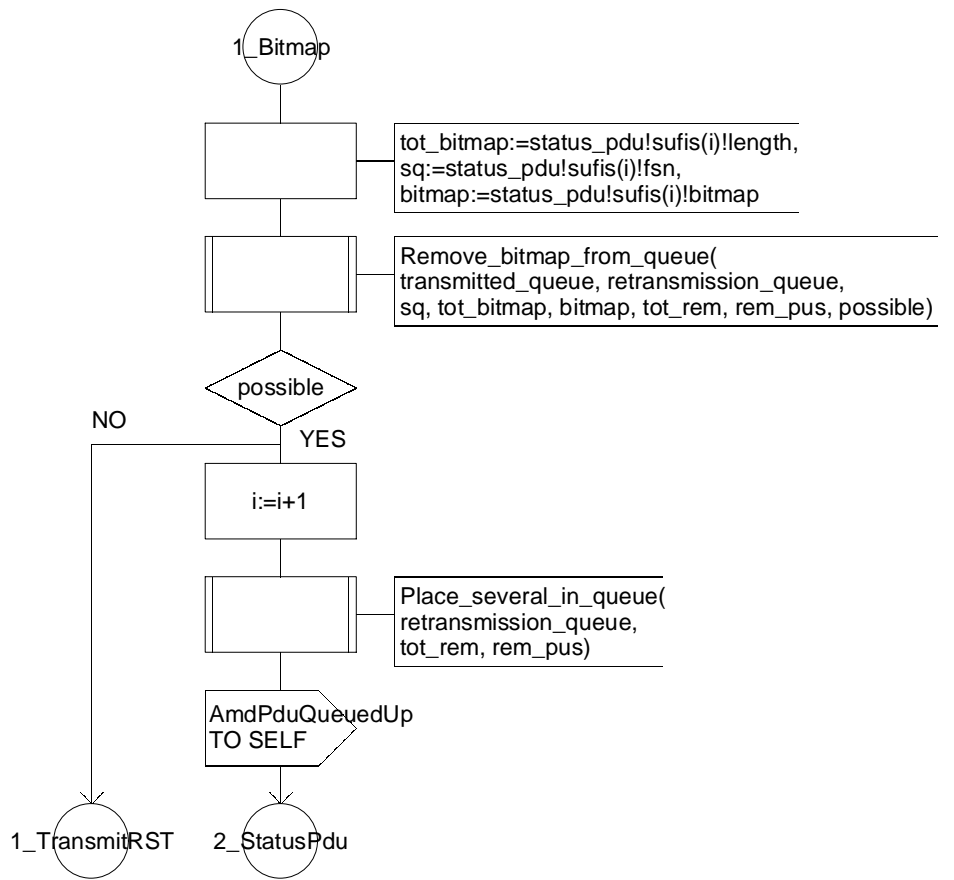 1_Bitmap
tot_bitmap:=status_pdu!sufis(i)!length,
sq:=status_pdu!sufis(i)!fsn,
bitmap:=status_pdu!sufis(i)!bitmap
Remove_bitmap_from_queue(
transmitted_queue, retransmission_queue,
sq, tot_bitmap, bitmap, tot_rem, rem_pus, possible)
possible
NO
YES
i:=i+1
Place_several_in_queue(
retransmission_queue,
tot_rem, rem_pus)
AmdPduQueuedUp
TO SELF
1_TransmitRST
2_StatusPdu